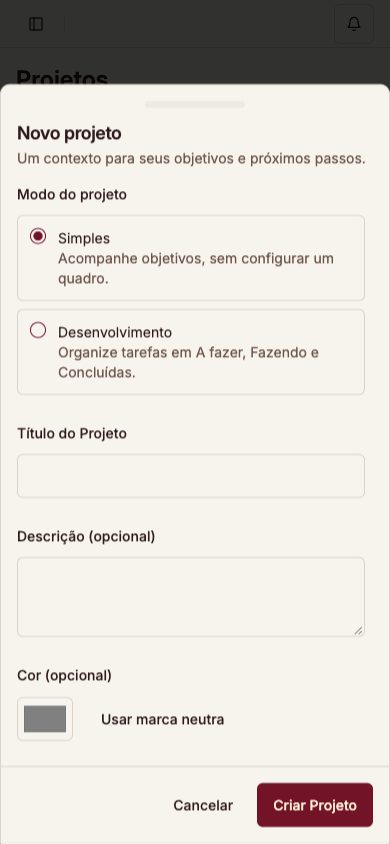 Projetos
Novo projeto
Um contexto para seus objetivos e próximos passos.
Modo do projeto
Simples
Acompanhe objetivos, sem configurar um
quadro.
Desenvolvimento
Organize tarefas em A fazer, Fazendo e
Concluídas.
Título do Projeto
Descrição (opcional)
Cor (opcional)
Usar marca neutra
Cancelar
Criar Projeto